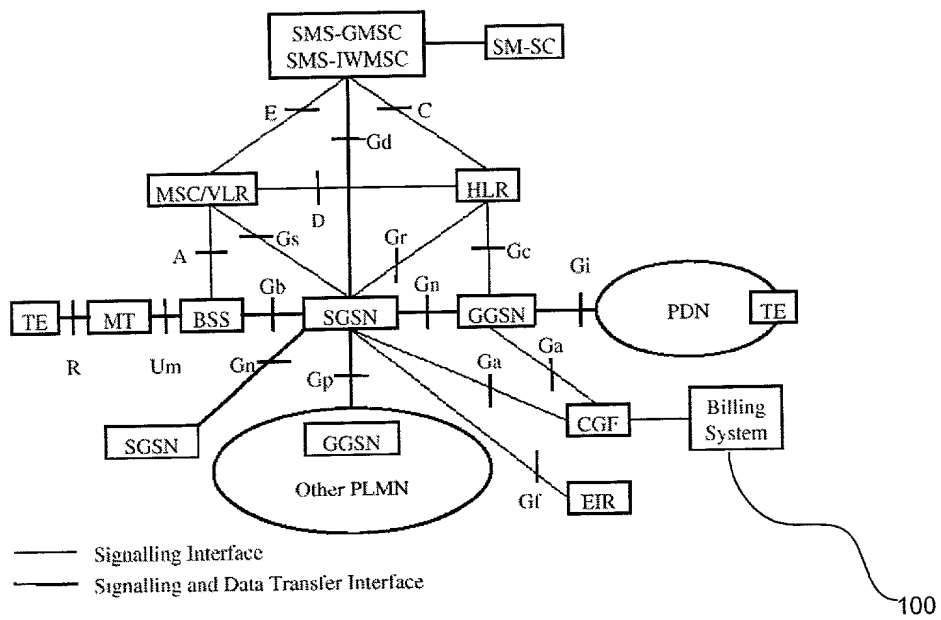 SMS-GMSC
SMS-IWMSC
SM-SC
E
C
Gd
MSC/VLR
HLR
D
A
Gs
Gr
Gc
Gb
Gn
Gi
TE
MT
BSS
SGSN
GGSN
PDN
TE
R
Um
Gn
Gp
Ga
Ga
SGSN
GGSN
Other PLMN
CGF
Billing
System
Gf
EIR
Signalling Interface
Signalling and Data Transfer Interface
100